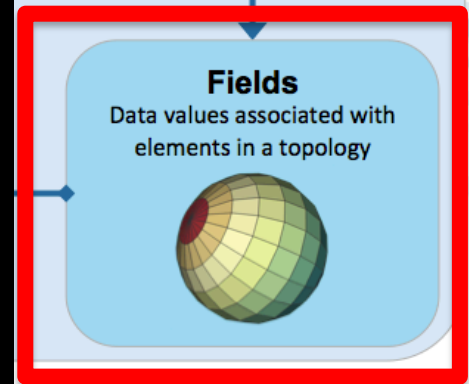 Fields
Data values associated with
elements in a topology